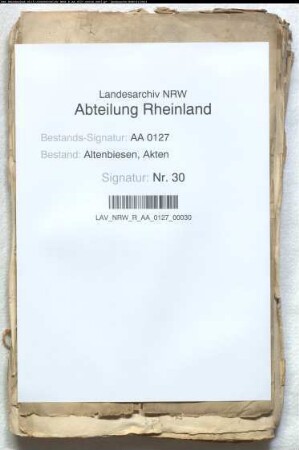 Landesarchiv NRW
Abteilung Rheinland
Bestands-Signatur: AA 0127
Bestand: Altenbiesen, Akten
Signatur: Nr. 30
LAV_NRW_R_AA_0127_00030